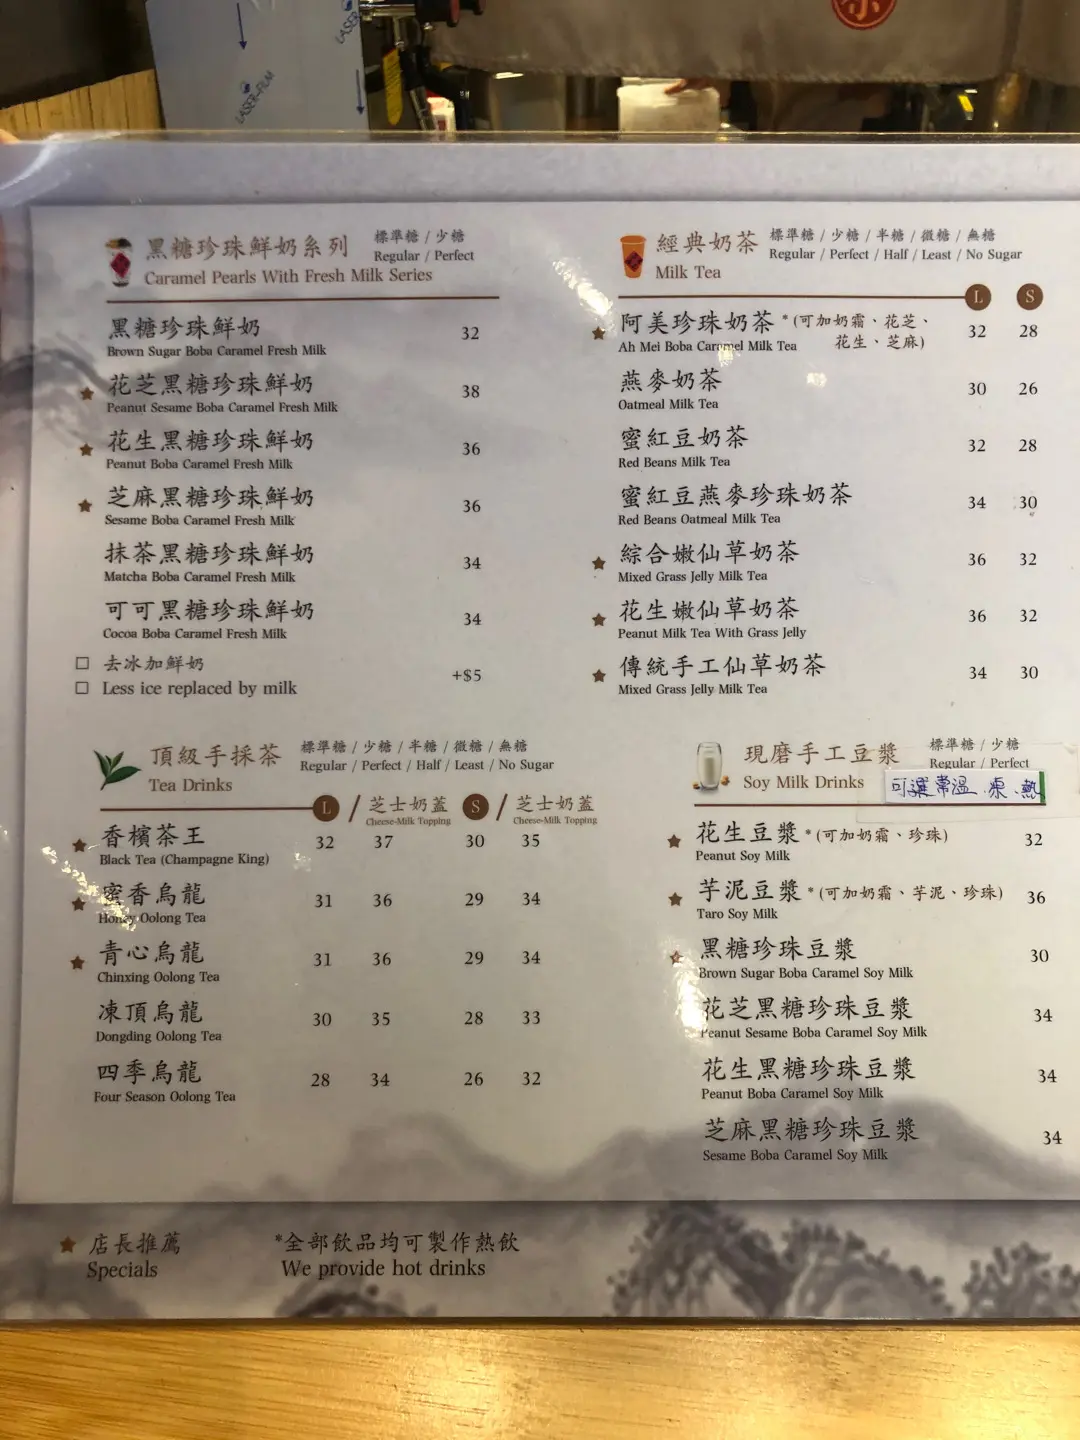 LASER-FILM
黑糖珍珠鮮奶系列 標準糖 / 少糖
Regular / Perfect
Caramel Pearls With Fresh Milk Series
黑糖珍珠鮮奶 32
Brown Sugar Boba Caramel Fresh Milk
★ 花芝黑糖珍珠鮮奶 38
Peanut Sesame Boba Caramel Fresh Milk
★ 花生黑糖珍珠鮮奶 36
Peanut Boba Caramel Fresh Milk
★ 芝麻黑糖珍珠鮮奶 36
Sesame Boba Caramel Fresh Milk
抹茶黑糖珍珠鮮奶 34
Matcha Boba Caramel Fresh Milk
可可黑糖珍珠鮮奶 34
Cocoa Boba Caramel Fresh Milk
☐ 去冰加鮮奶 +$5
☐ Less ice replaced by milk
經典奶茶 標準糖 / 少糖 / 半糖 / 微糖 / 無糖
Regular / Perfect / Half / Least / No Sugar
Milk Tea
L S
★ 阿美珍珠奶茶 *(可加奶霜、花芝、 32 28
花生、芝麻)
Ah Mei Boba Caramel Milk Tea
燕麥奶茶 30 26
Oatmeal Milk Tea
蜜紅豆奶茶 32 28
Red Beans Milk Tea
蜜紅豆燕麥珍珠奶茶 34 30
Red Beans Oatmeal Milk Tea
★ 綜合嫩仙草奶茶 36 32
Mixed Grass Jelly Milk Tea
★ 花生嫩仙草奶茶 36 32
Peanut Milk Tea With Grass Jelly
★ 傳統手工仙草奶茶 34 30
Mixed Grass Jelly Milk Tea
頂級手採茶 標準糖 / 少糖 / 半糖 / 微糖 / 無糖
Regular / Perfect / Half / Least / No Sugar
Tea Drinks
L / 芝士奶蓋 S / 芝士奶蓋
Cheese-Milk Topping Cheese-Milk Topping
★ 香檳茶王 32 37 30 35
Black Tea (Champagne King)
★ 蜜香烏龍 31 36 29 34
Honey Oolong Tea
★ 青心烏龍 31 36 29 34
Chinxing Oolong Tea
凍頂烏龍 30 35 28 33
Dongding Oolong Tea
四季烏龍 28 34 26 32
Four Season Oolong Tea
現磨手工豆漿 標準糖 / 少糖
Regular / Perfect
Soy Milk Drinks
可選常溫、凍、熱
★ 花生豆漿 *(可加奶霜、珍珠) 32
Peanut Soy Milk
★ 芋泥豆漿 *(可加奶霜、芋泥、珍珠) 36
Taro Soy Milk
★ 黑糖珍珠豆漿 30
Brown Sugar Boba Caramel Soy Milk
花芝黑糖珍珠豆漿 34
Peanut Sesame Boba Caramel Soy Milk
花生黑糖珍珠豆漿 34
Peanut Boba Caramel Soy Milk
芝麻黑糖珍珠豆漿 34
Sesame Boba Caramel Soy Milk
★ 店長推薦 *全部飲品均可製作熱飲
Specials We provide hot drinks